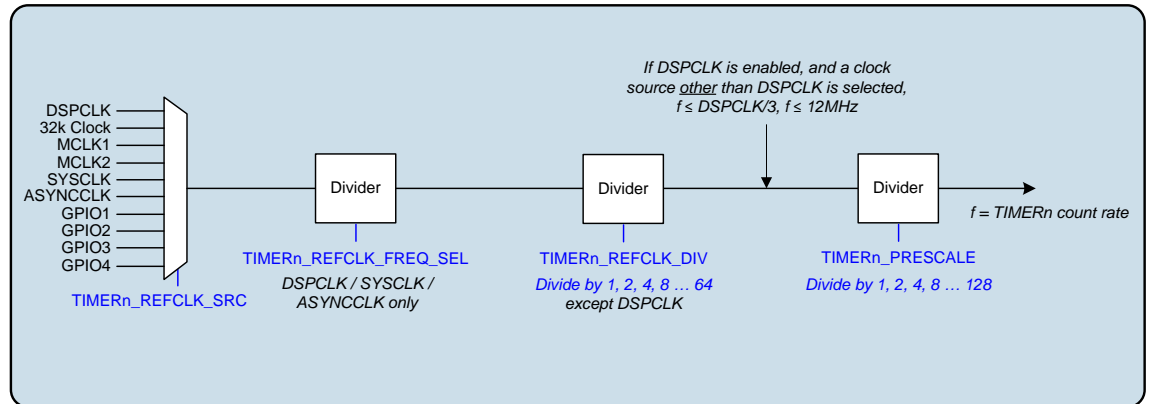 If DSPCLK is enabled, and a clock
source other than DSPCLK is selected,
f ≤ DSPCLK/3, f ≤ 12MHz
DSPCLK
32k Clock
MCLK1
MCLK2
SYSCLK
ASYNCCLK
GPIO1
GPIO2
GPIO3
GPIO4
TIMERn_REFCLK_SRC
Divider
TIMERn_REFCLK_FREQ_SEL
DSPCLK / SYSCLK /
ASYNCCLK only
Divider
TIMERn_REFCLK_DIV
Divide by 1, 2, 4, 8 … 64
except DSPCLK
Divider
TIMERn_PRESCALE
Divide by 1, 2, 4, 8 … 128
f = TIMERn count rate